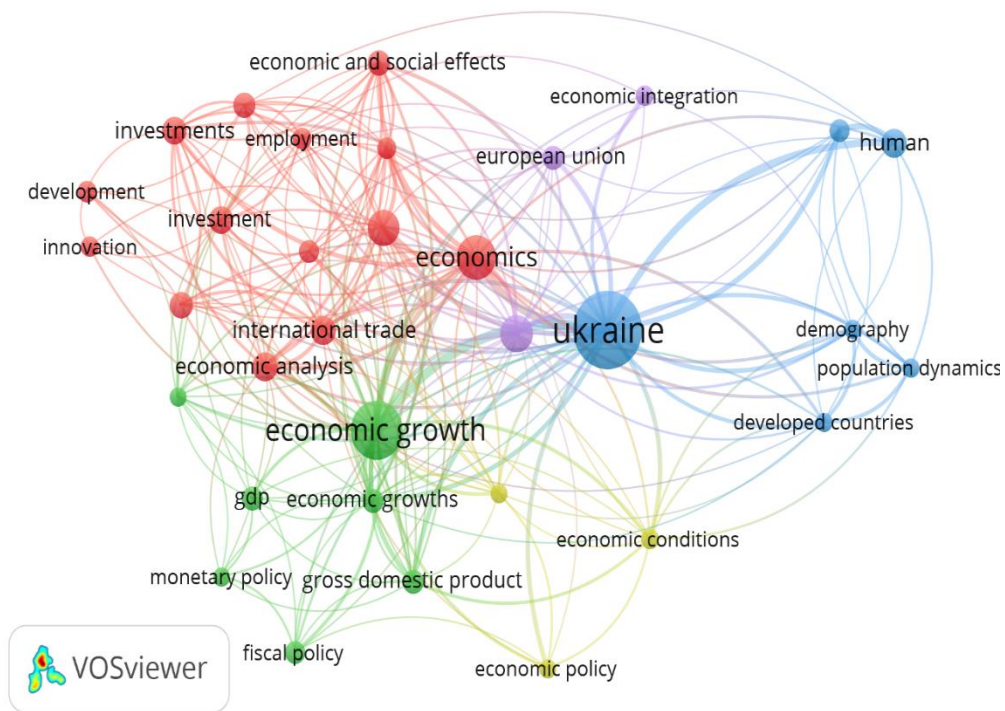 economic and social effects
economic integration
investments
employment
human
european union
development
investment
innovation
economics
international trade
ukraine
demography
economic analysis
population dynamics
developed countries
economic growth
gdp
economic growths
economic conditions
monetary policy
gross domestic product
fiscal policy
economic policy
VOSviewer